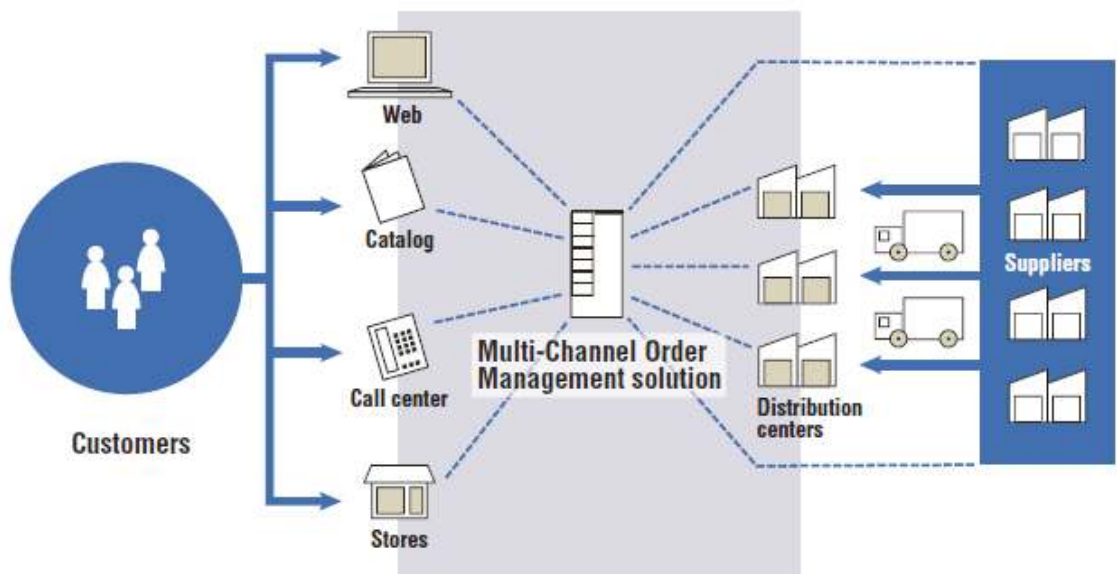 Web
Catalog
Call center
Stores
Customers
Multi-Channel Order
Management solution
Distribution
centers
Suppliers